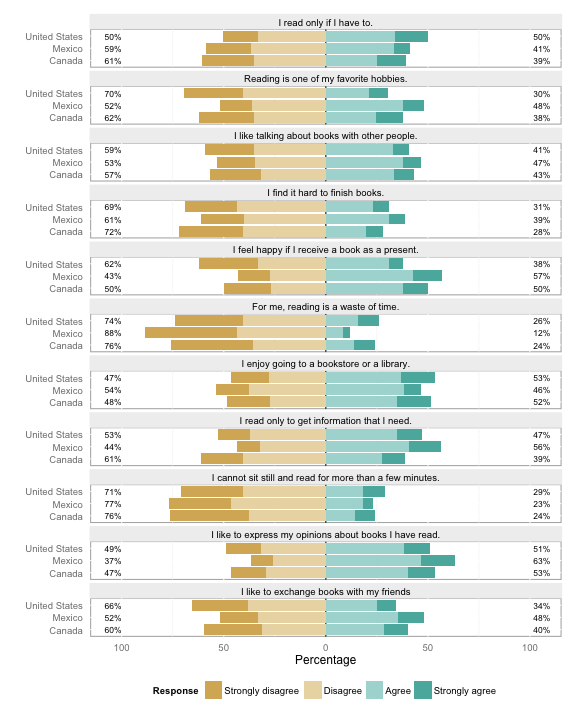 I read only if I have to.
United States 50% 50%
Mexico 59% 41%
Canada 61% 39%
Reading is one of my favorite hobbies.
United States 70% 30%
Mexico 52% 48%
Canada 62% 38%
I like talking about books with other people.
United States 59% 41%
Mexico 53% 47%
Canada 57% 43%
I find it hard to finish books.
United States 69% 31%
Mexico 61% 39%
Canada 72% 28%
I feel happy if I receive a book as a present.
United States 62% 38%
Mexico 43% 57%
Canada 50% 50%
For me, reading is a waste of time.
United States 74% 26%
Mexico 88% 12%
Canada 76% 24%
I enjoy going to a bookstore or a library.
United States 47% 53%
Mexico 54% 46%
Canada 48% 52%
I read only to get information that I need.
United States 53% 47%
Mexico 44% 56%
Canada 61% 39%
I cannot sit still and read for more than a few minutes.
United States 71% 29%
Mexico 77% 23%
Canada 76% 24%
I like to express my opinions about books I have read.
United States 49% 51%
Mexico 37% 63%
Canada 47% 53%
I like to exchange books with my friends
United States 66% 34%
Mexico 52% 48%
Canada 60% 40%
100 50 0 50 100
Percentage
Response Strongly disagree Disagree Agree Strongly agree